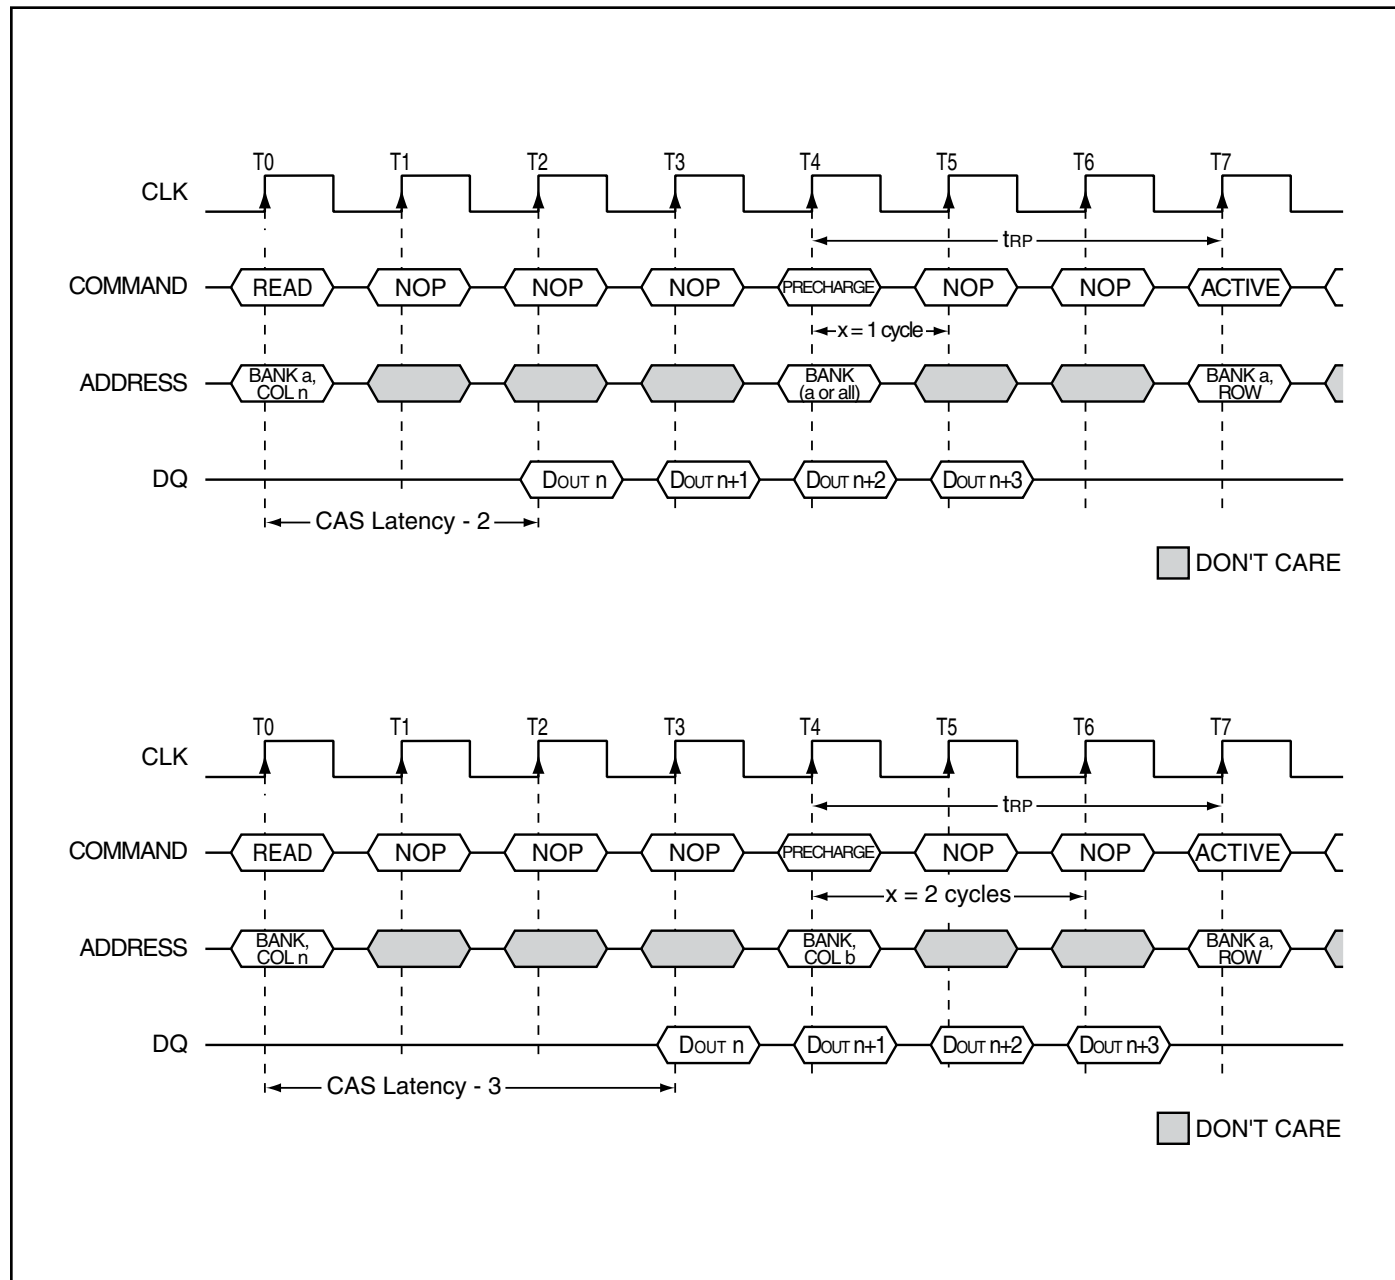 T0 T1 T2 T3 T4 T5 T6 T7
CLK
tRP
COMMAND READ NOP NOP NOP PRECHARGE NOP NOP ACTIVE
x = 1 cycle
ADDRESS BANK a, COL n BANK (a or all) BANK a, ROW
DQ DOUT n DOUT n+1 DOUT n+2 DOUT n+3
CAS Latency - 2
DON'T CARE
T0 T1 T2 T3 T4 T5 T6 T7
CLK
tRP
COMMAND READ NOP NOP NOP PRECHARGE NOP NOP ACTIVE
x = 2 cycles
ADDRESS BANK, COL n BANK, COL b BANK a, ROW
DQ DOUT n DOUT n+1 DOUT n+2 DOUT n+3
CAS Latency - 3
DON'T CARE